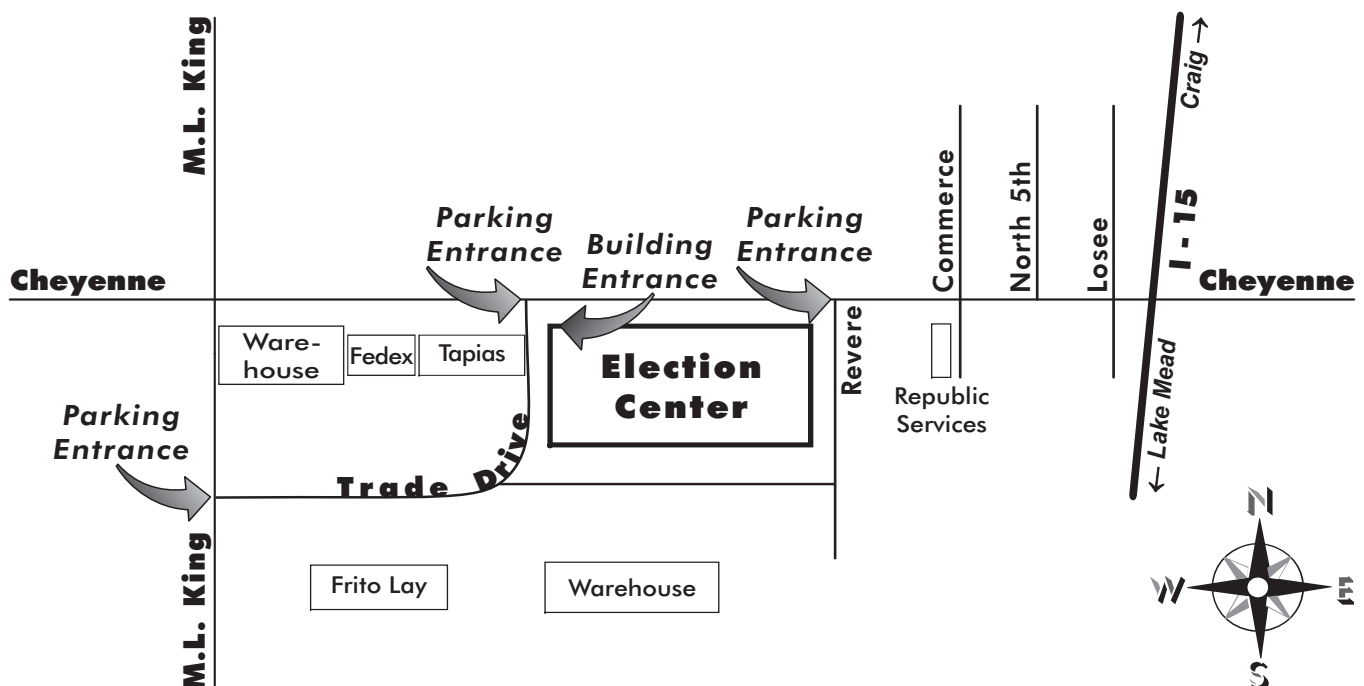 M.L. King
Craig →
I - 15
Parking
Entrance
Building
Entrance
Parking
Entrance
Commerce
North 5th
Losee
Cheyenne
Cheyenne
Ware-
house
Fedex
Tapias
Election
Center
Revere
Republic
Services
← Lake Mead
Parking
Entrance
Trade Drive
M.L. King
Frito Lay
Warehouse
N
W
E
S